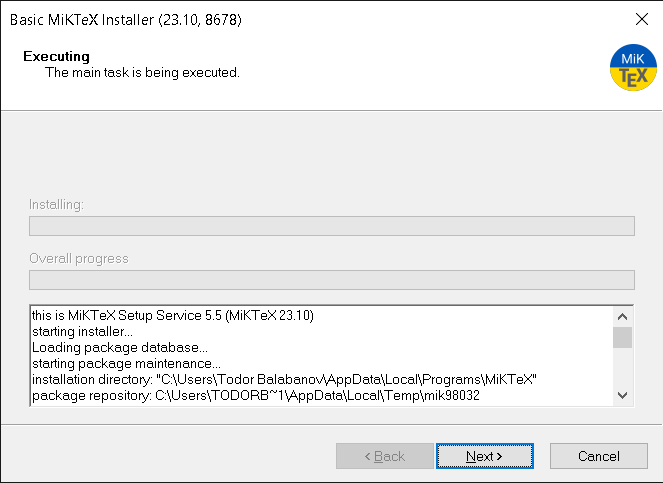 Basic MiKTeX Installer (23.10, 8678)
Executing
The main task is being executed.
MiK
TEX
Installing:
Overall progress
this is MiKTeX Setup Service 5.5 (MiKTeX 23.10)
starting installer...
Loading package database...
starting package maintenance...
installation directory: "C:\Users\Todor Balabanov\AppData\Local\Programs\MiKTeX"
package repository: C:\Users\TODORB~1\AppData\Local\Temp\mik98032
< Back
Next >
Cancel